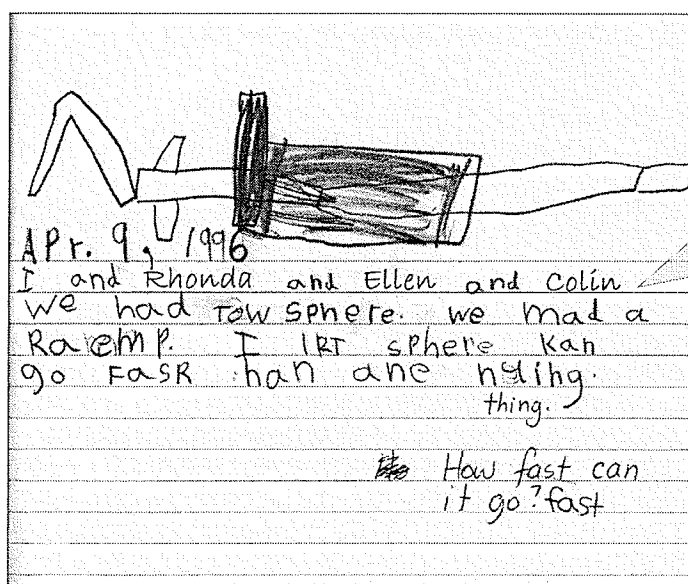 Apr. 9, 1996
I and Rhonda and Ellen and Colin
we had Tow sphere. we mad a
Raemp. I lRT sphere Kan
go FasR han ane nying.
thing.
How fast can
it go? fast